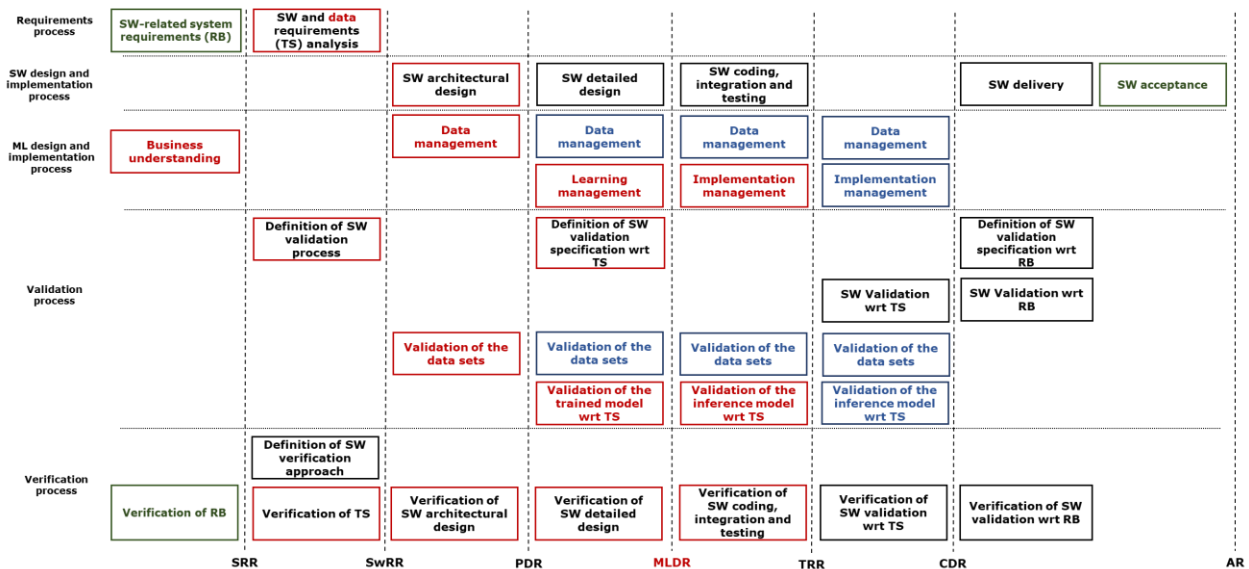 Requirements
process
SW-related system
requirements (RB)
SW and data
requirements
(TS) analysis
SW design and
implementation
process
SW architectural
design
SW detailed
design
SW coding,
integration and
testing
SW delivery
SW acceptance
ML design and
implementation
process
Business
understanding
Data
management
Data
management
Data
management
Data
management
Learning
management
Implementation
management
Implementation
management
Validation
process
Definition of SW
validation
process
Definition of SW
validation
specification wrt
TS
Definition of SW
validation
specification wrt
RB
SW Validation
wrt TS
SW Validation wrt
RB
Validation of the
data sets
Validation of the
data sets
Validation of the
data sets
Validation of the
data sets
Validation of the
trained model
wrt TS
Validation of the
inference model
wrt TS
Validation of the
inference model
wrt TS
Verification
process
Definition of SW
verification
approach
Verification of RB
Verification of TS
Verification of
SW architectural
design
Verification of
SW detailed
design
Verification of
SW coding,
integration and
testing
Verification of
SW validation
wrt TS
Verification of SW
validation wrt RB
SRR
SwRR
PDR
MLDR
TRR
CDR
AR